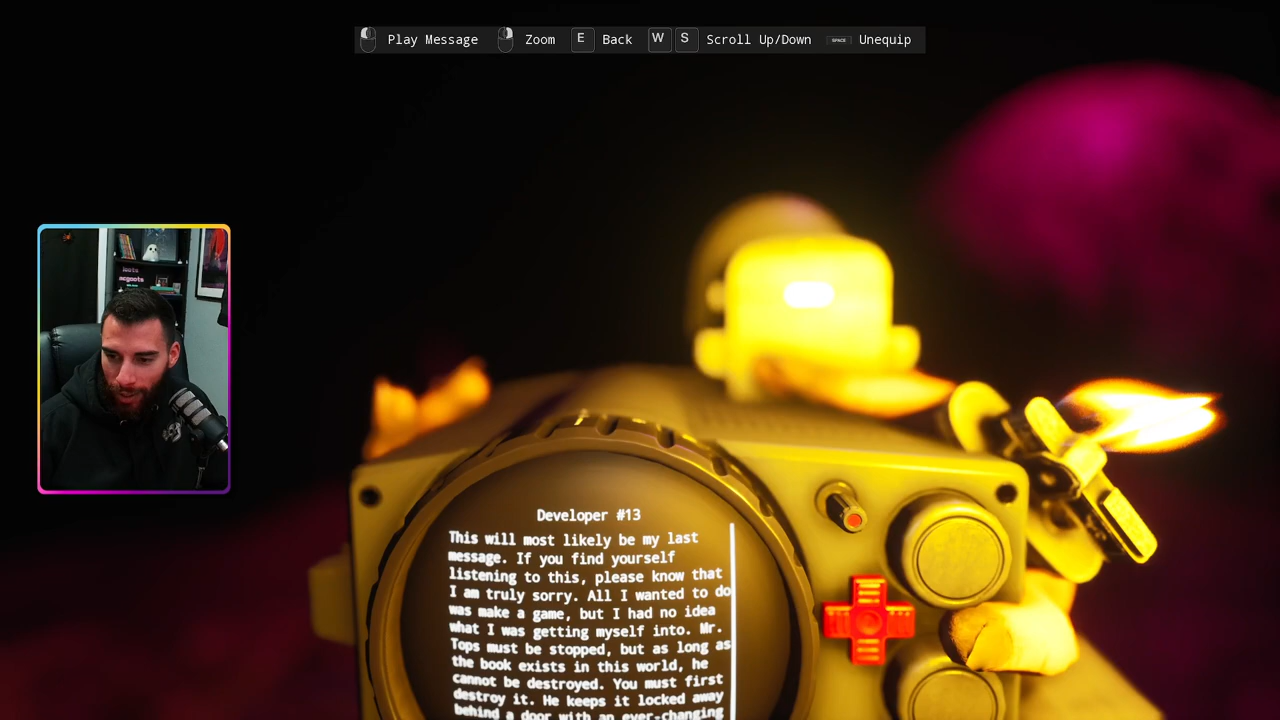 Play Message Zoom E Back W S Scroll Up/Down SPACE Unequip
Developer #13
This will most likely be my last
message. If you find yourself
listening to this, please know that
I am truly sorry. All I wanted to do
was make a game, but I had no idea
what I was getting myself into. Mr.
Tops must be stopped, but as long as
the book exists in this world, he
cannot be destroyed. You must first
destroy it. He keeps it locked away
behind a door with an ever-changing